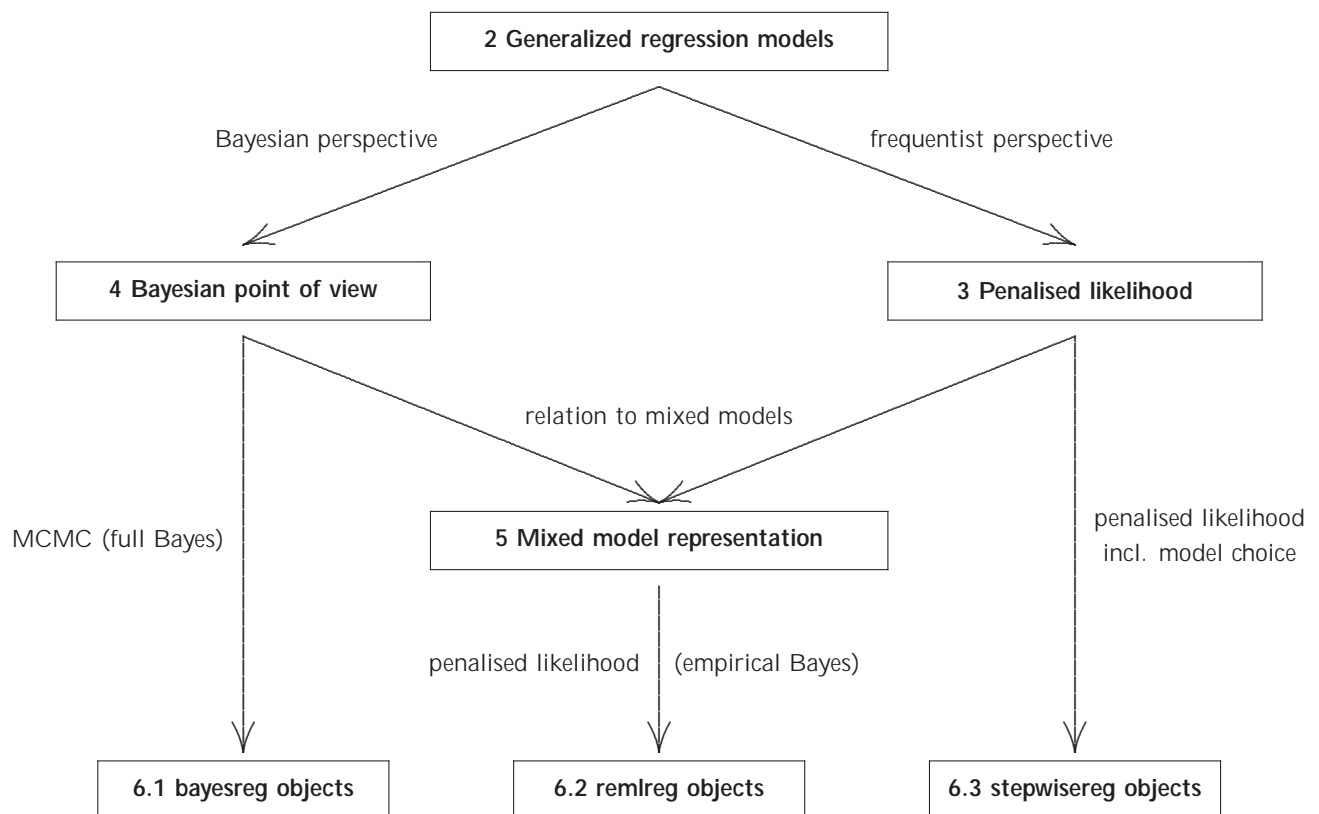 2 Generalized regression models
Bayesian perspective
frequentist perspective
4 Bayesian point of view
3 Penalised likelihood
relation to mixed models
MCMC (full Bayes)
5 Mixed model representation
penalised likelihood
incl. model choice
penalised likelihood
(empirical Bayes)
6.1 bayesreg objects
6.2 remlreg objects
6.3 stepwisereg objects